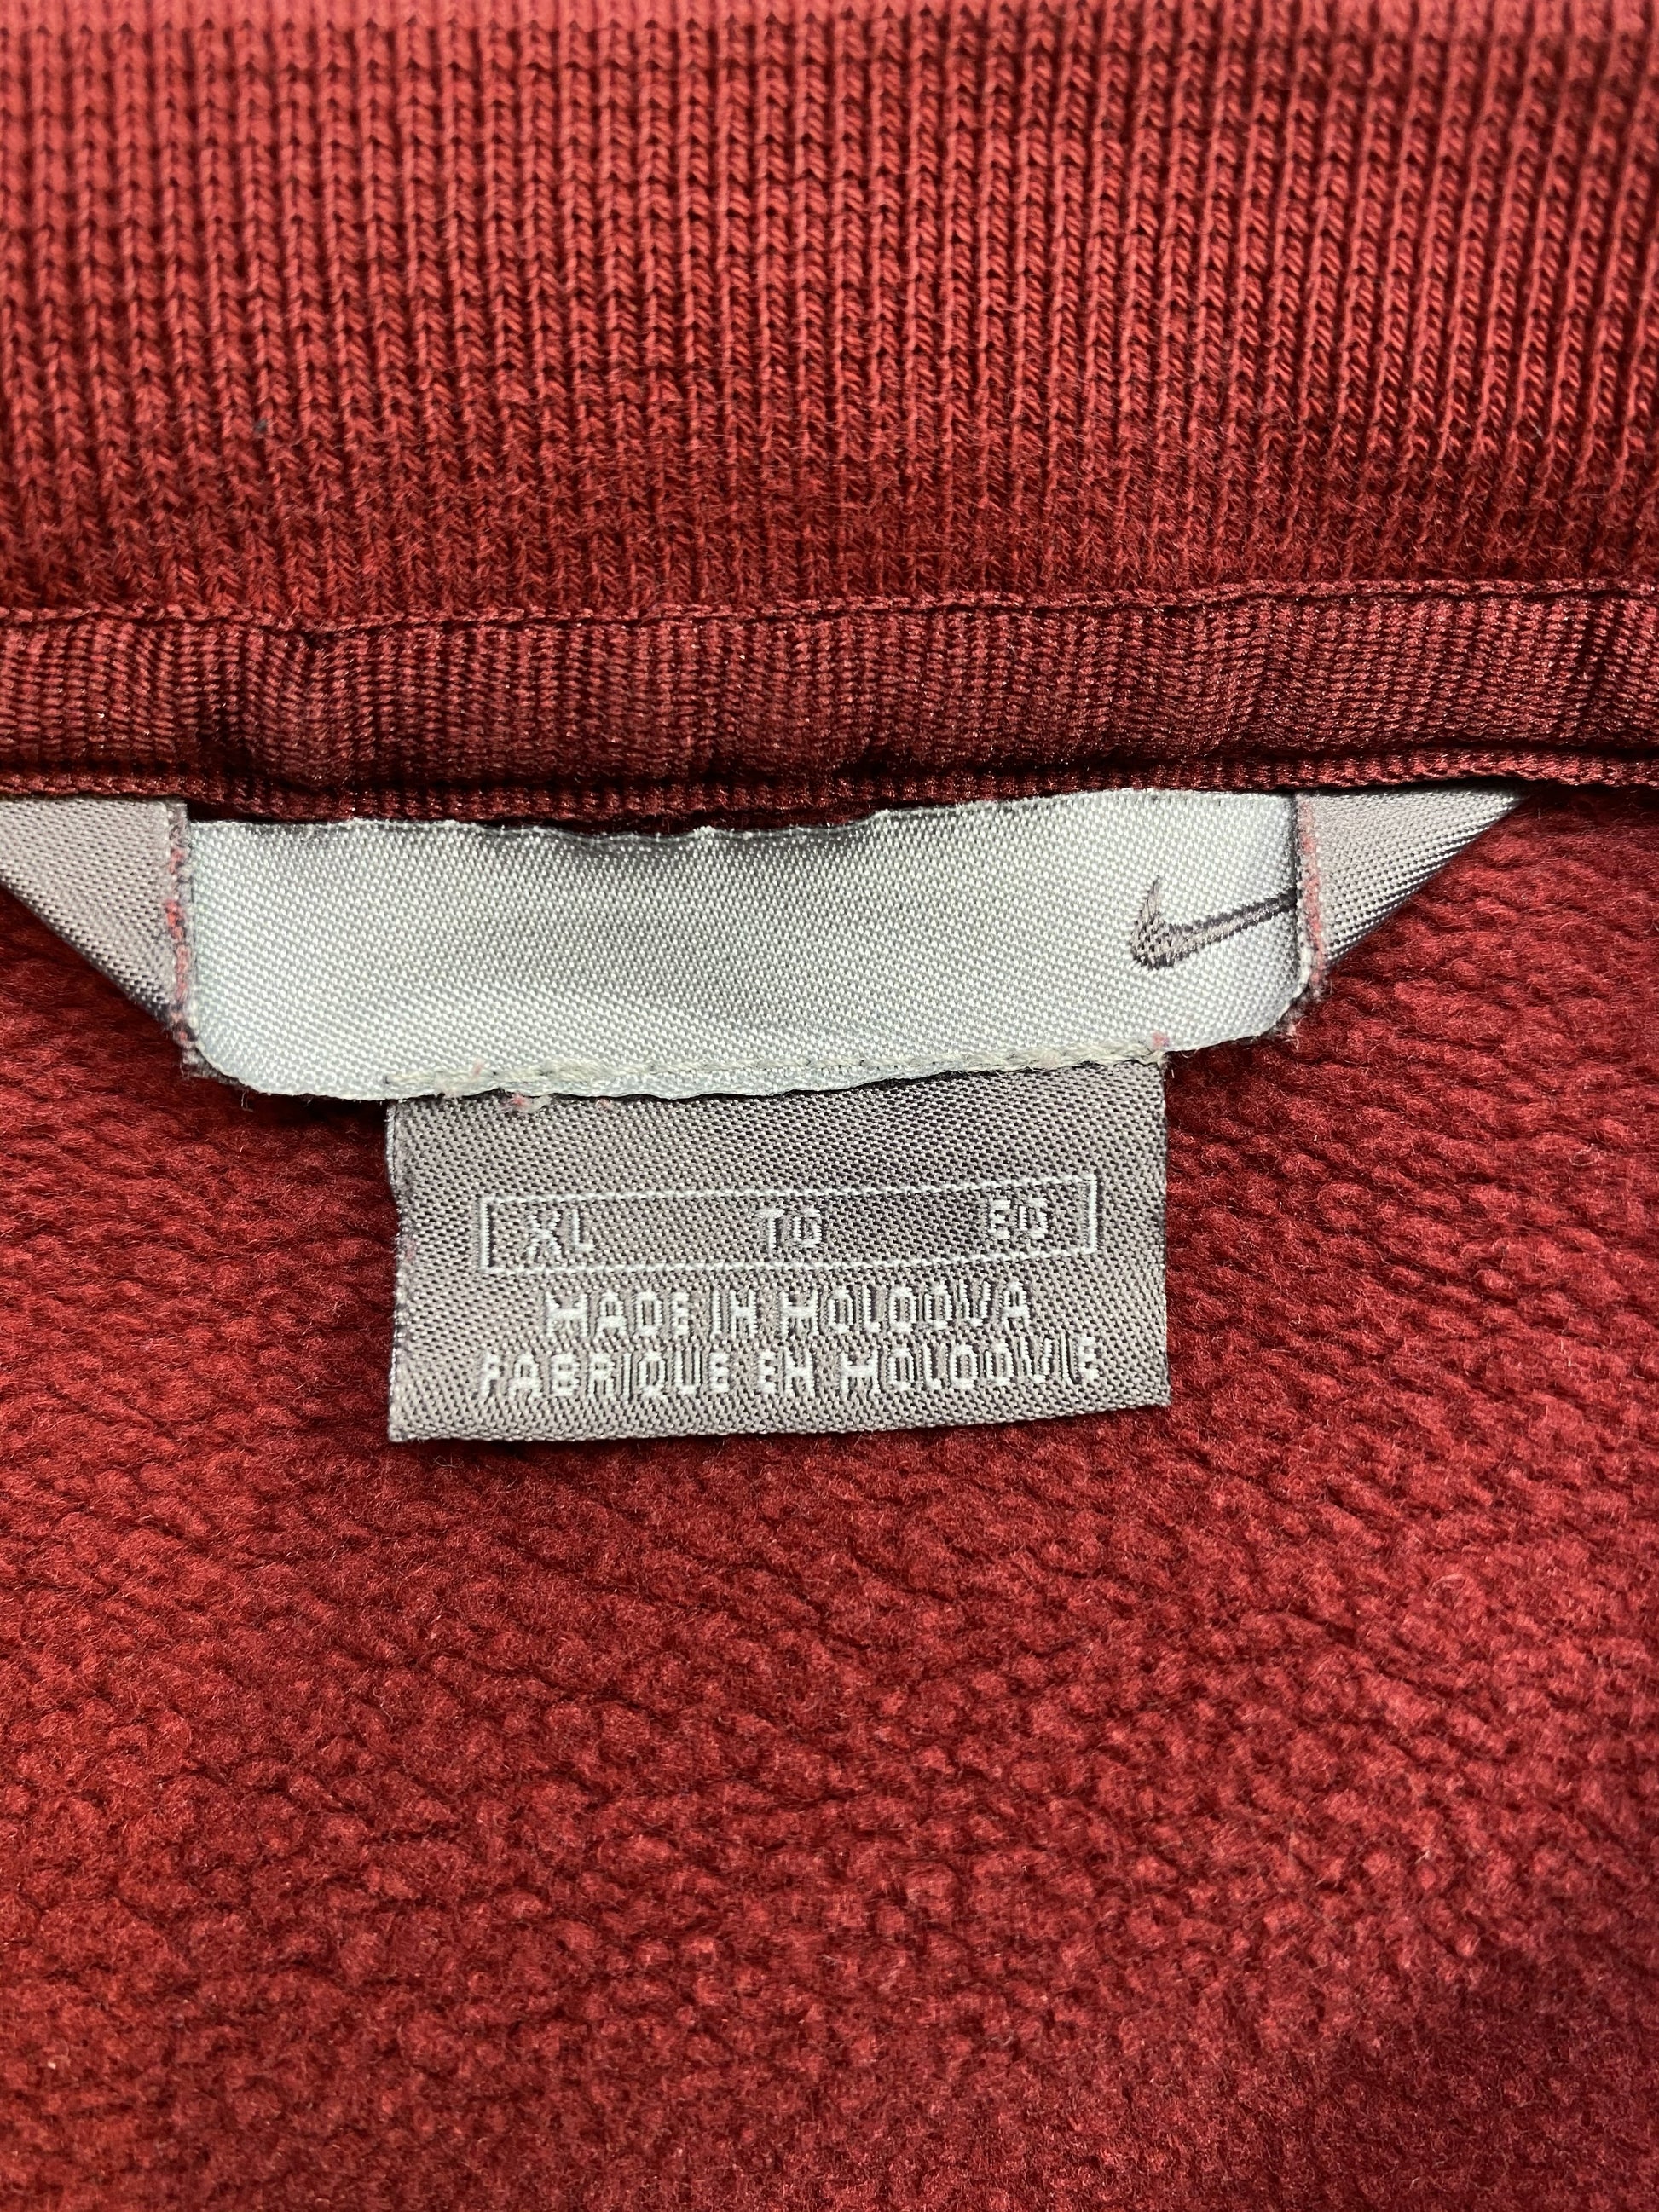 XL TG EG
MADE IN MOLDOVA
FABRIQUE EN MOLDOVIE